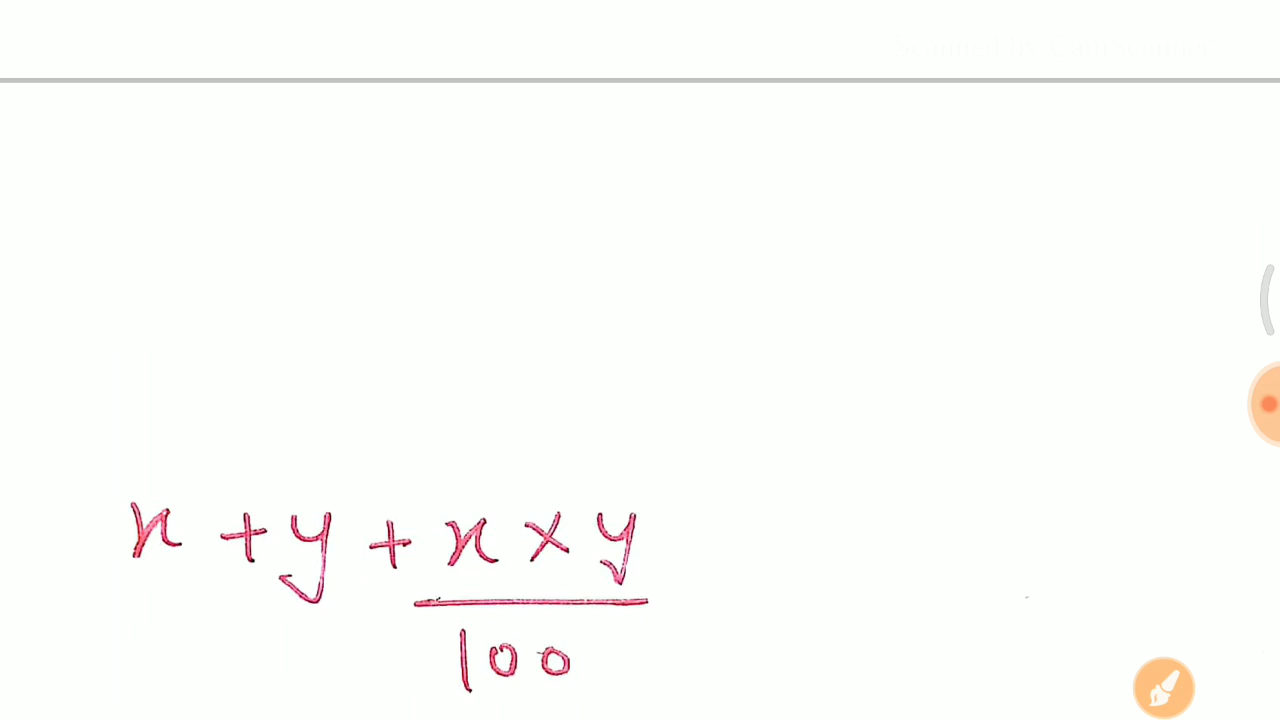 x + y + x × y
100